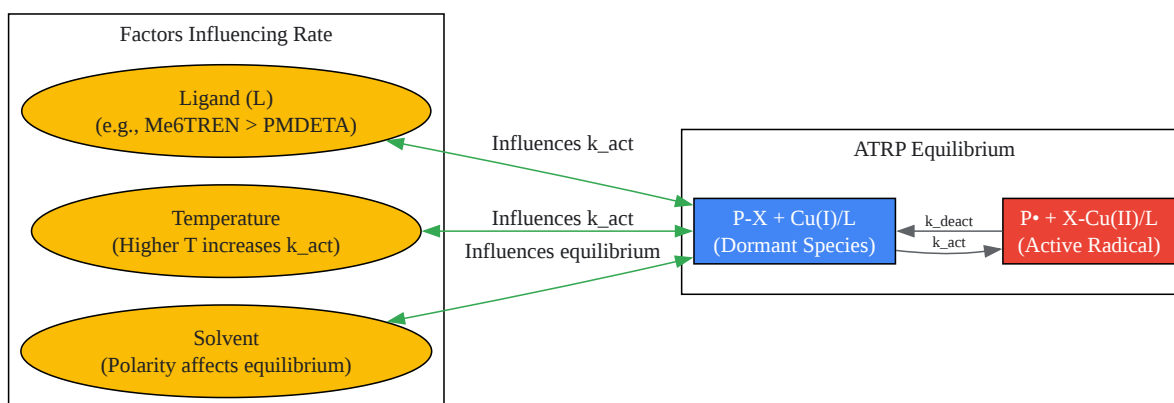 Factors Influencing Rate
Ligand (L)
(e.g., Me6TREN > PMDETA)
Temperature
(Higher T increases k_act)
Solvent
(Polarity affects equilibrium)
Influences k_act
Influences k_act
Influences equilibrium
ATRP Equilibrium
P-X + Cu(I)/L
(Dormant Species)
k_deact
k_act
P• + X-Cu(II)/L
(Active Radical)